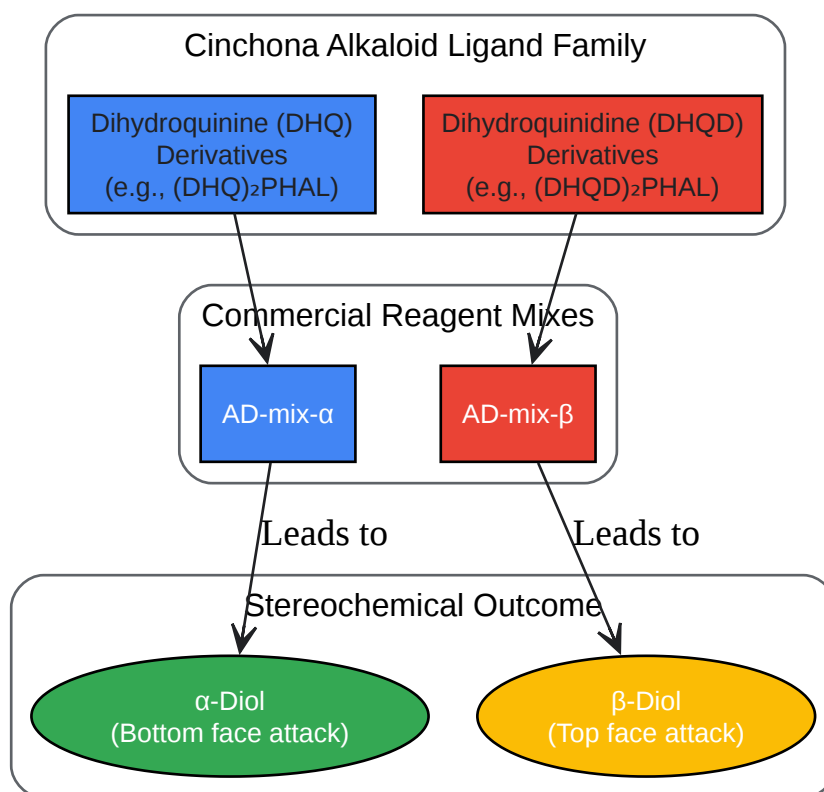 Cinchona Alkaloid Ligand Family
Dihydroquinine (DHQ)
Derivatives
(e.g., (DHQ)₂PHAL)
Dihydroquinidine (DHQD)
Derivatives
(e.g., (DHQD)₂PHAL)
Commercial Reagent Mixes
AD-mix-α
AD-mix-β
Leads to
Leads to
Stereochemical Outcome
α-Diol
(Bottom face attack)
β-Diol
(Top face attack)